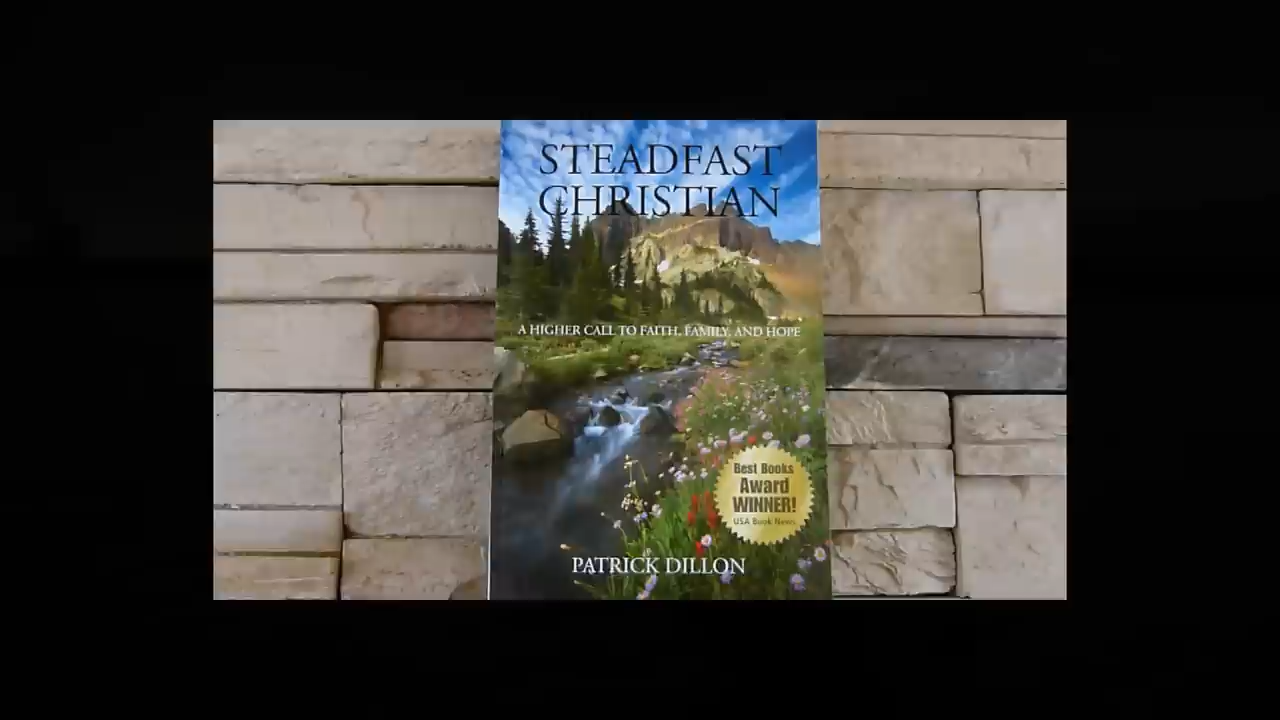 STEADFAST
CHRISTIAN
A HIGHER CALL TO FAITH, FAMILY, AND HOPE
Best Books
Award
WINNER!
USA Book News
PATRICK DILLON